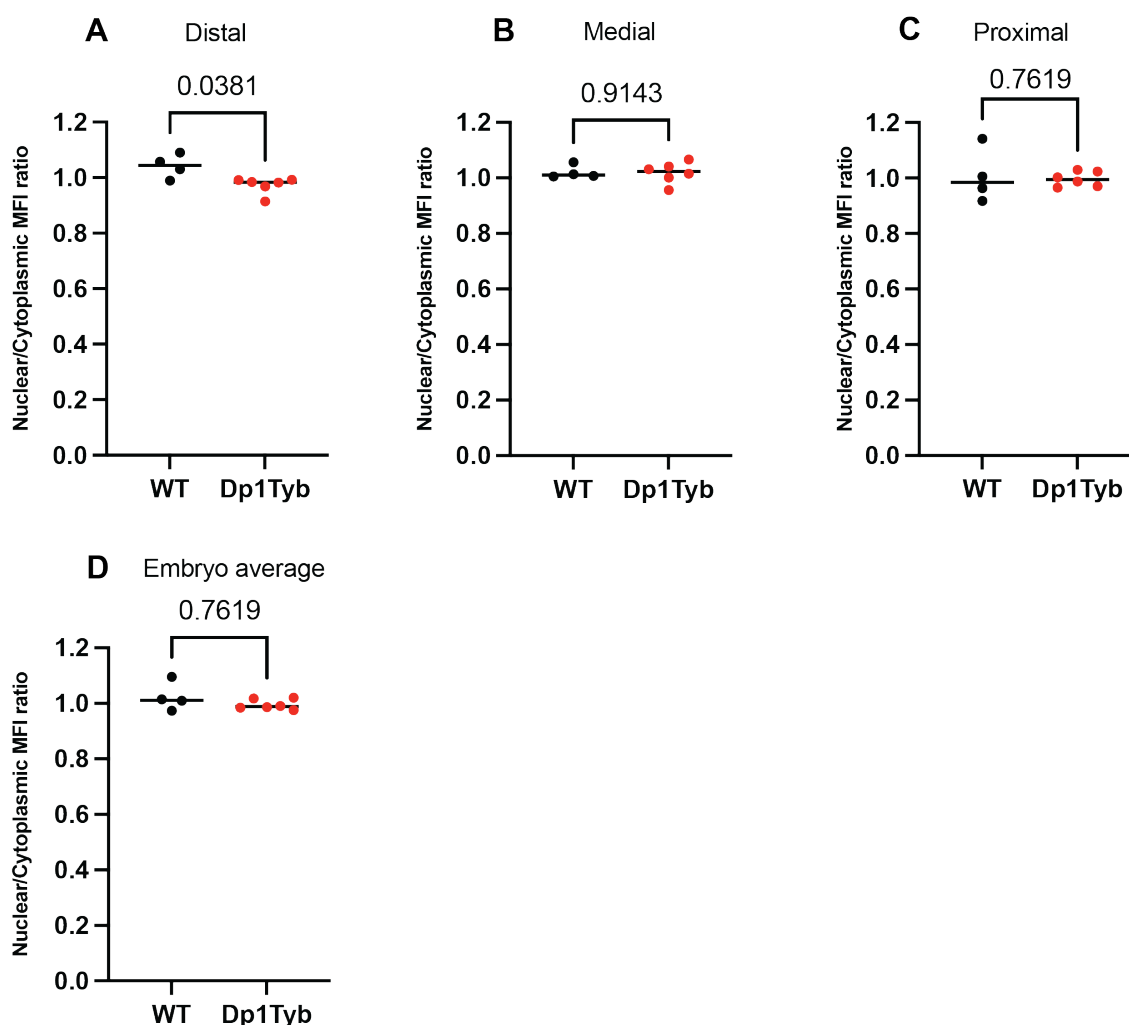 A Distal
0.0381
Nuclear/Cytoplasmic MFI ratio
1.2
1.0
0.8
0.6
0.4
0.2
0.0
WT Dp1Tyb
B Medial
0.9143
Nuclear/Cytoplasmic MFI ratio
1.2
1.0
0.8
0.6
0.4
0.2
0.0
WT Dp1Tyb
C Proximal
0.7619
Nuclear/Cytoplasmic MFI ratio
1.2
1.0
0.8
0.6
0.4
0.2
0.0
WT Dp1Tyb
D Embryo average
0.7619
Nuclear/Cytoplasmic MFI ratio
1.2
1.0
0.8
0.6
0.4
0.2
0.0
WT Dp1Tyb